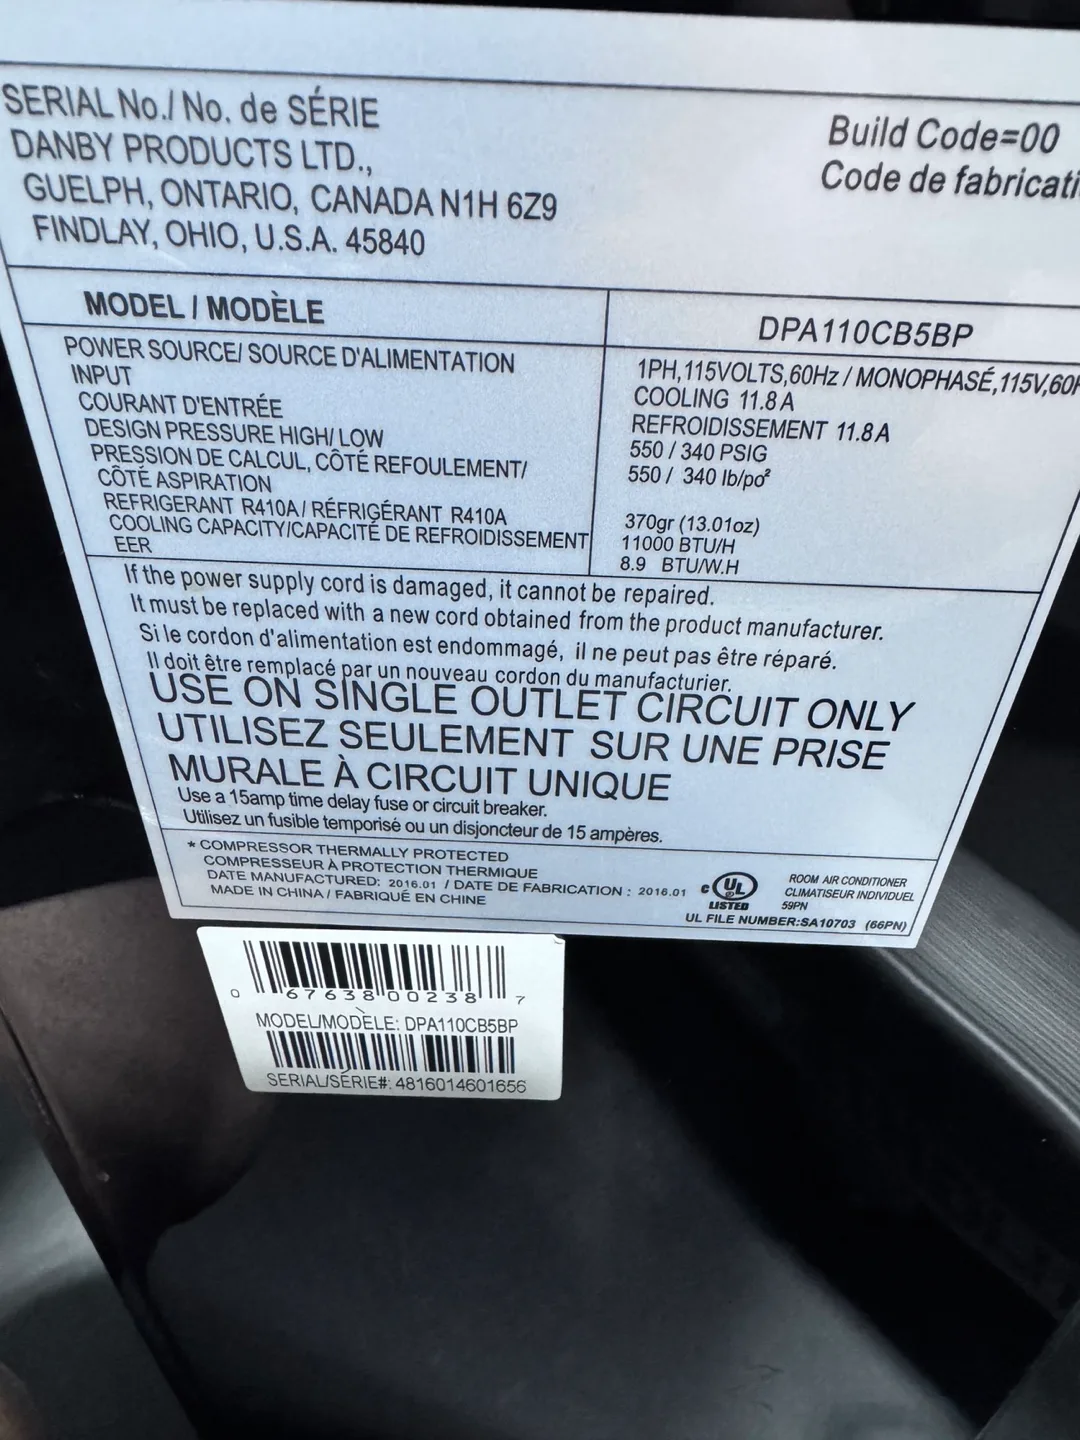 SERIAL No./ No. de SÉRIE
DANBY PRODUCTS LTD.,
GUELPH, ONTARIO, CANADA N1H 6Z9
FINDLAY, OHIO, U.S.A. 45840
Build Code=00
Code de fabricati
MODEL / MODÈLE
DPA110CB5BP
POWER SOURCE/ SOURCE D'ALIMENTATION
1PH,115VOLTS,60Hz / MONOPHASÉ,115V,60H
INPUT
COOLING 11.8 A
COURANT D'ENTRÉE
REFROIDISSEMENT 11.8 A
DESIGN PRESSURE HIGH/ LOW
550 / 340 PSIG
PRESSION DE CALCUL, CÔTÉ REFOULEMENT/
CÔTÉ ASPIRATION
550 / 340 lb/po²
REFRIGERANT R410A / RÉFRIGÉRANT R410A
370gr (13.01oz)
COOLING CAPACITY/CAPACITÉ DE REFROIDISSEMENT
11000 BTU/H
EER
8.9 BTU/W.H
If the power supply cord is damaged, it cannot be repaired.
It must be replaced with a new cord obtained from the product manufacturer.
Si le cordon d'alimentation est endommagé, il ne peut pas être réparé.
Il doit être remplacé par un nouveau cordon du manufacturier.
USE ON SINGLE OUTLET CIRCUIT ONLY
UTILISEZ SEULEMENT SUR UNE PRISE
MURALE À CIRCUIT UNIQUE
Use a 15amp time delay fuse or circuit breaker.
Utilisez un fusible temporisé ou un disjoncteur de 15 ampères.
* COMPRESSOR THERMALLY PROTECTED
COMPRESSEUR À PROTECTION THERMIQUE
DATE MANUFACTURED: 2016.01 / DATE DE FABRICATION : 2016.01
MADE IN CHINA / FABRIQUÉ EN CHINE
c UL
LISTED
ROOM AIR CONDITIONER
CLIMATISEUR INDIVIDUEL
59PN
UL FILE NUMBER:SA10703 (66PN)
0 67638 00238 7
MODEL/MODÈLE: DPA110CB5BP
SERIAL/SÉRIE#: 4816014601656